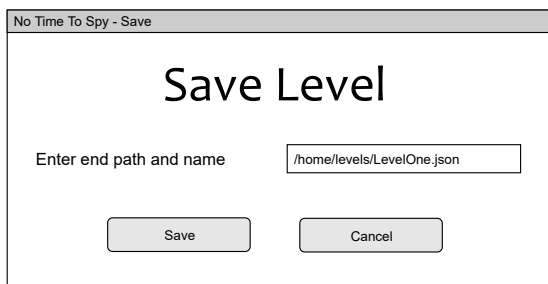 No Time To Spy - Save
Save Level
Enter end path and name
/home/levels/LevelOne.json
Save
Cancel